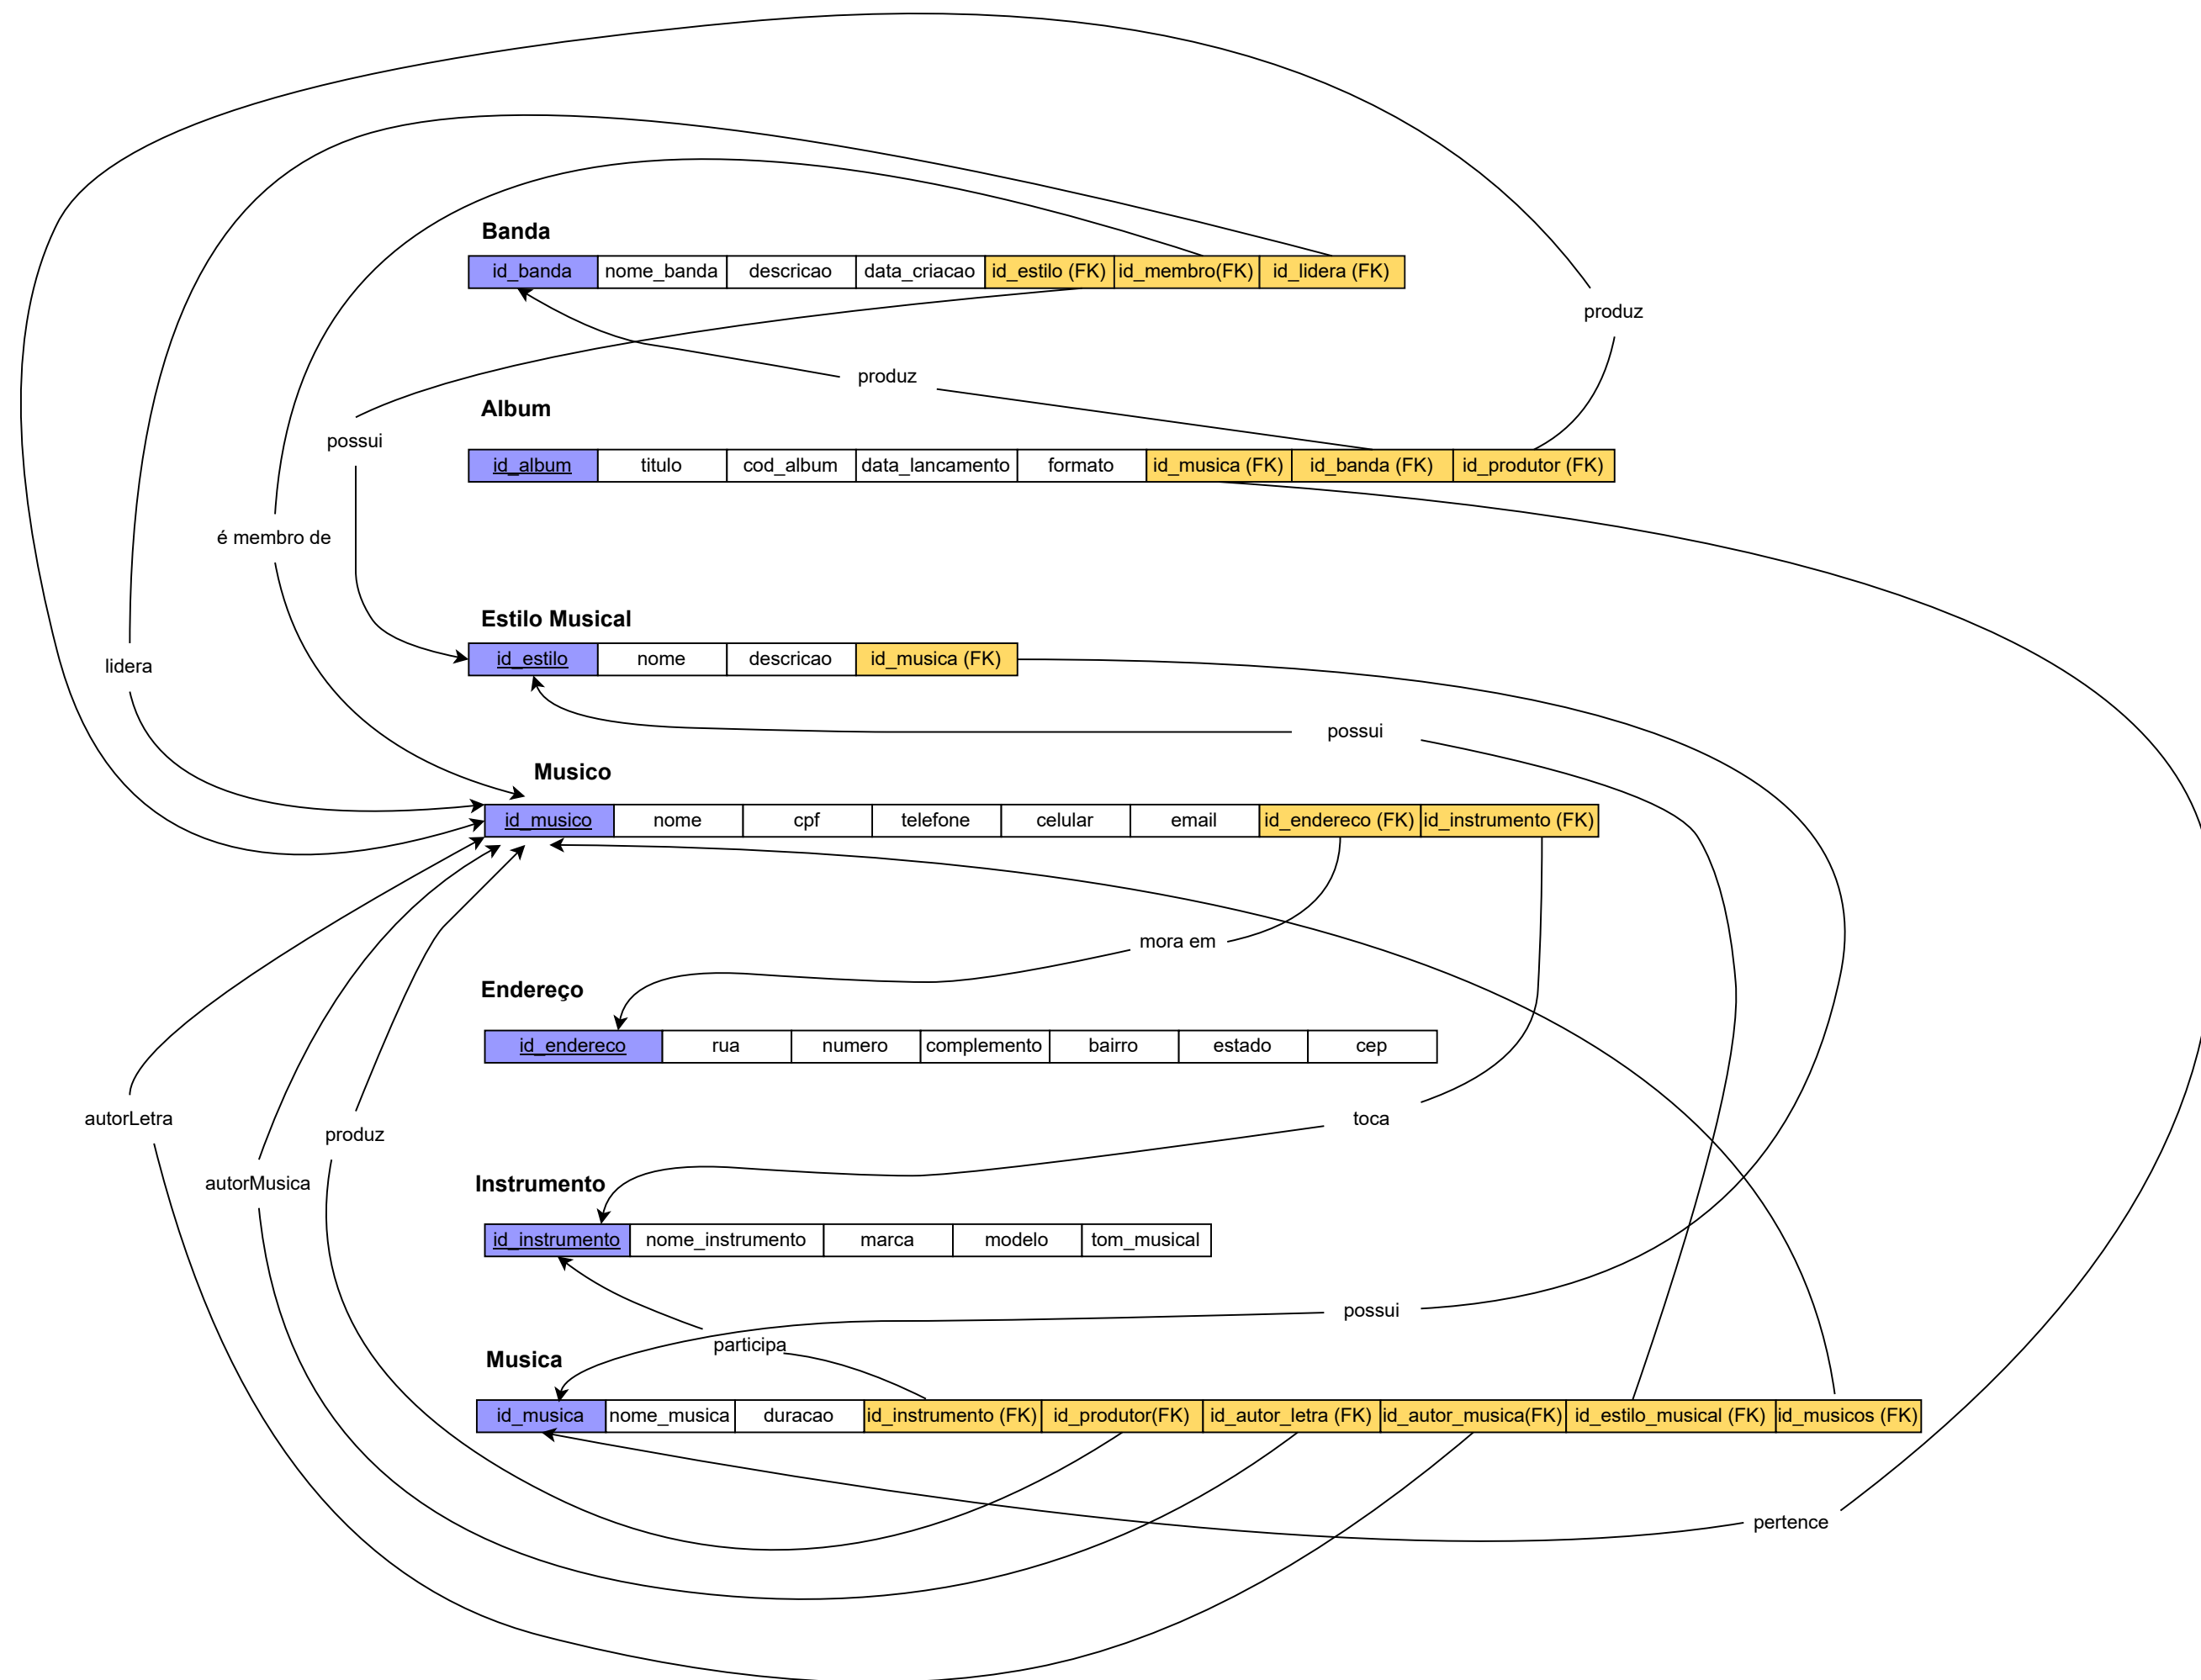 Banda
id_banda nome_banda descricao data_criacao id_estilo (FK) id_membro(FK) id_lidera (FK)
produz
produz
Album
possui
id_album titulo cod_album data_lancamento formato id_musica (FK) id_banda (FK) id_produtor (FK)
é membro de
Estilo Musical
id_estilo nome descricao id_musica (FK)
lidera
possui
Musico
id_musico nome cpf telefone celular email id_endereco (FK) id_instrumento (FK)
mora em
Endereço
id_endereco rua numero complemento bairro estado cep
autorLetra
toca
produz
autorMusica
Instrumento
id_instrumento nome_instrumento marca modelo tom_musical
possui
participa
Musica
id_musica nome_musica duracao id_instrumento (FK) id_produtor(FK) id_autor_letra (FK) id_autor_musica(FK) id_estilo_musical (FK) id_musicos (FK)
pertence